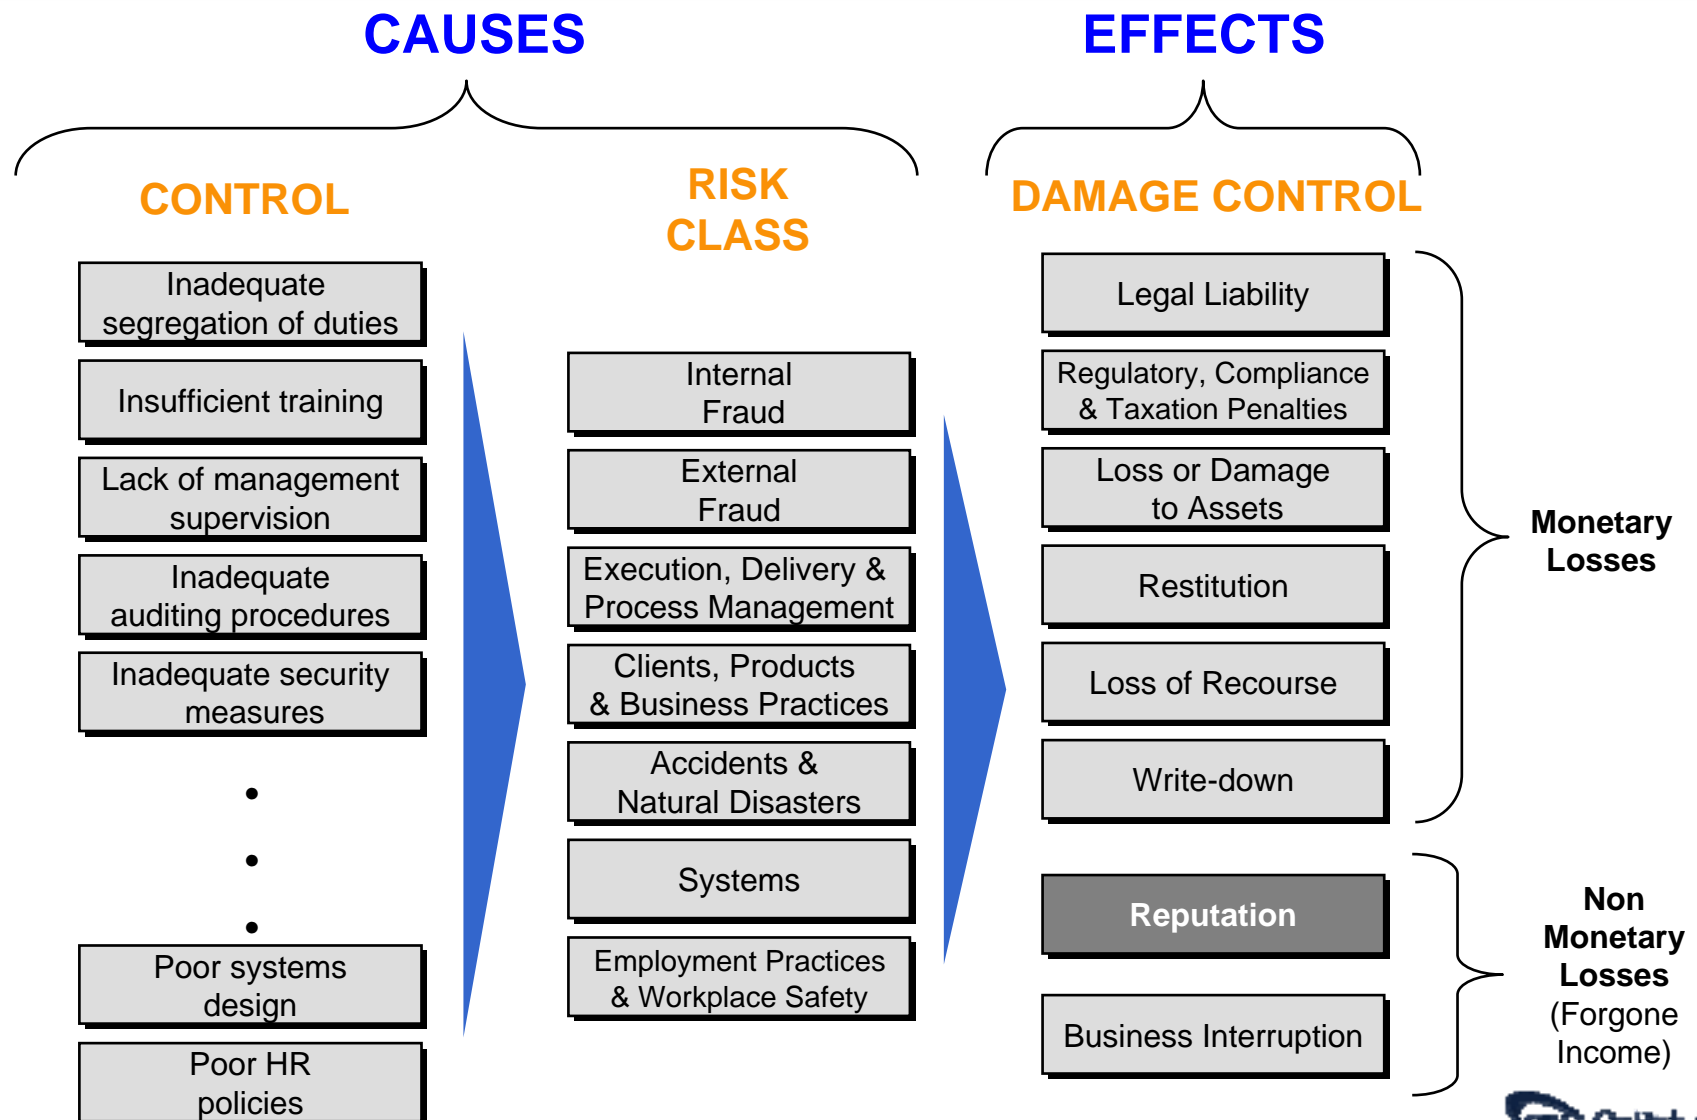 CAUSES
EFFECTS
CONTROL
RISK
CLASS
DAMAGE CONTROL
Inadequate
segregation of duties
Insufficient training
Lack of management
supervision
Inadequate
auditing procedures
Inadequate security
measures
•
•
•
Poor systems
design
Poor HR
policies
Internal
Fraud
External
Fraud
Execution, Delivery &
Process Management
Clients, Products
& Business Practices
Accidents &
Natural Disasters
Systems
Employment Practices
& Workplace Safety
Legal Liability
Regulatory, Compliance
& Taxation Penalties
Loss or Damage
to Assets
Restitution
Loss of Recourse
Write-down
Reputation
Business Interruption
Monetary
Losses
Non
Monetary
Losses
(Forgone
Income)